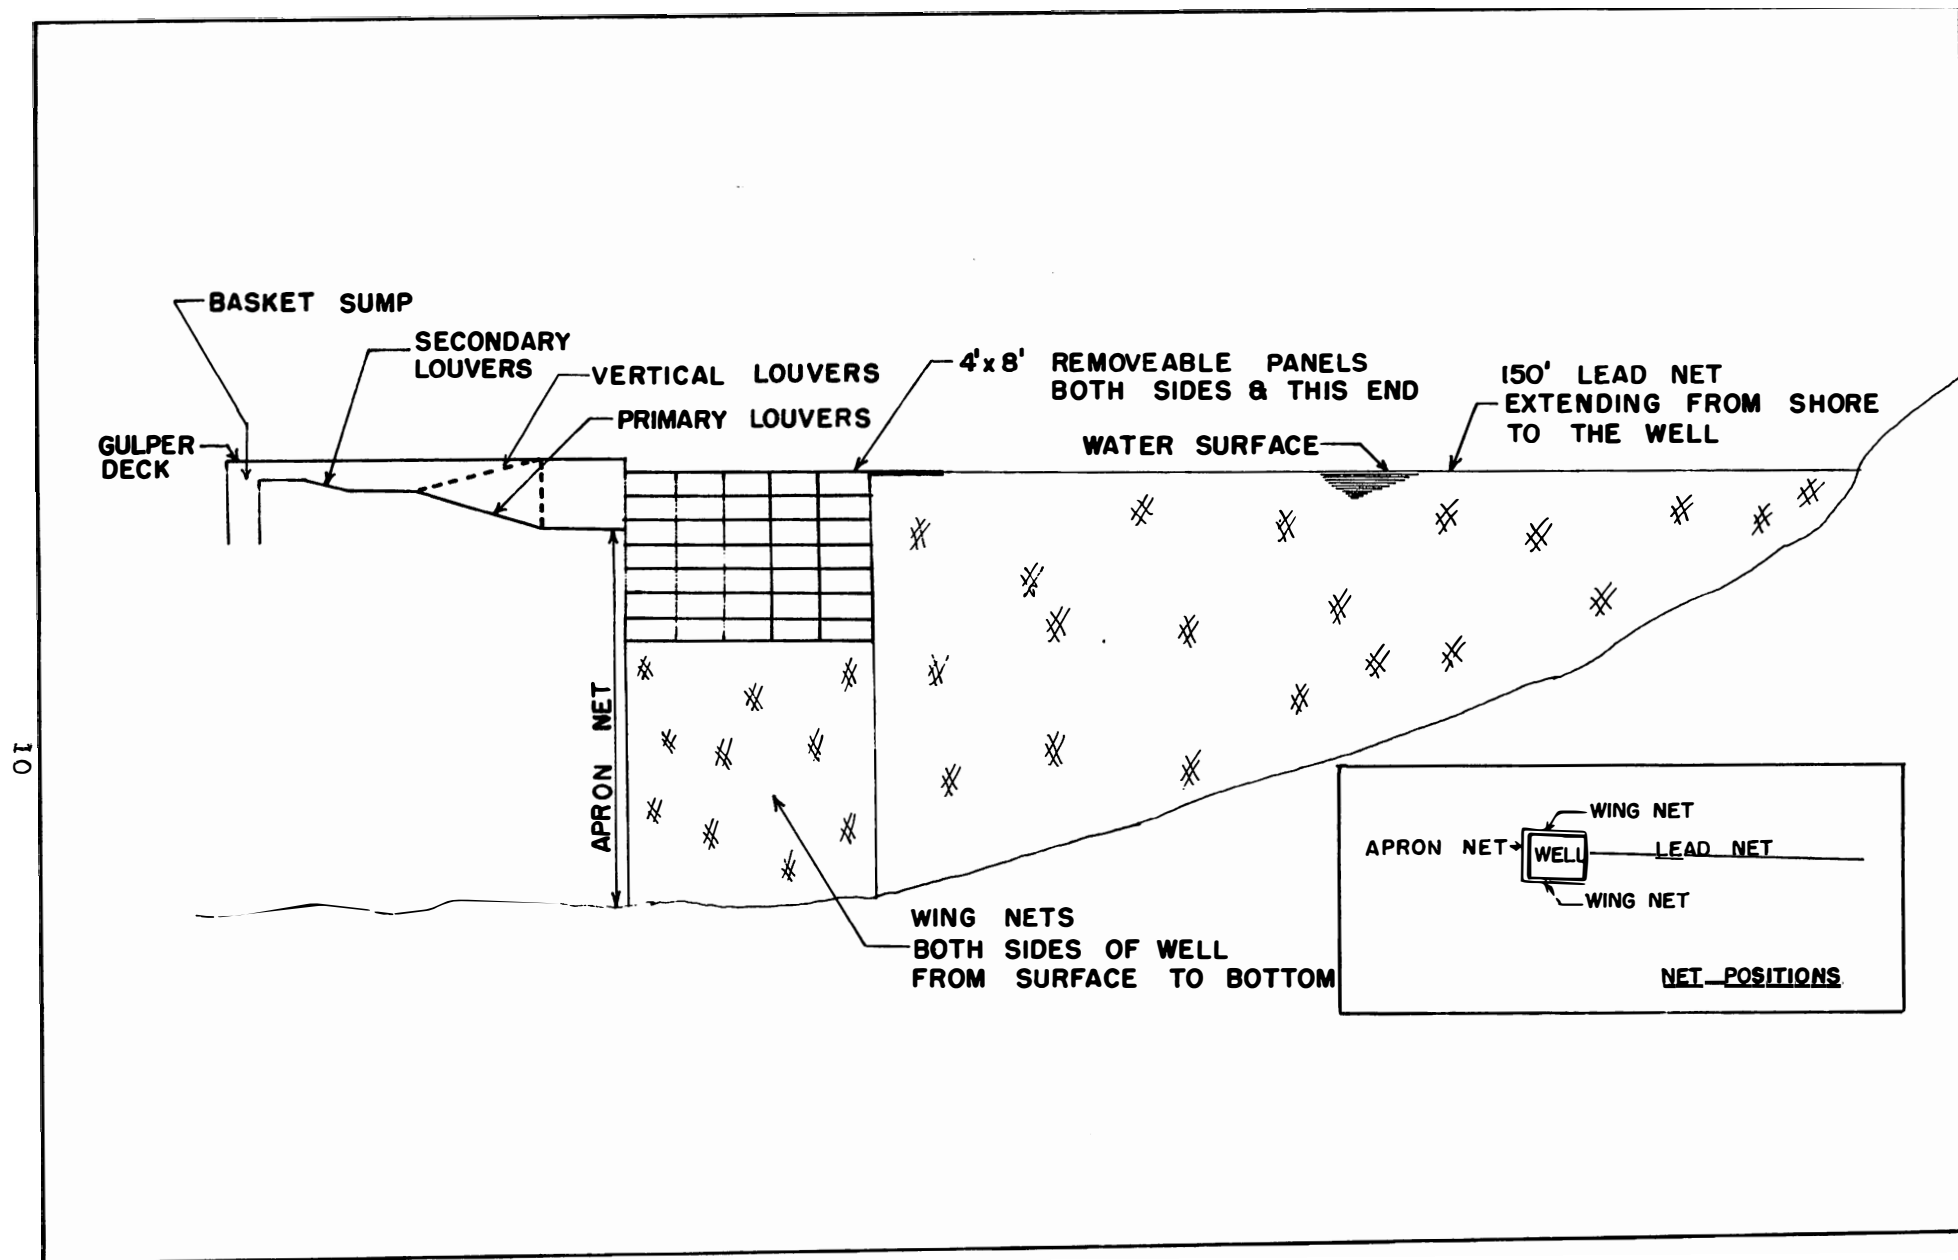 BASKET SUMP
SECONDARY
LOUVERS
VERTICAL LOUVERS
PRIMARY LOUVERS
GULPER
DECK
4'x8' REMOVEABLE PANELS
BOTH SIDES & THIS END
WATER SURFACE
150' LEAD NET
EXTENDING FROM SHORE
TO THE WELL
APRON NET
WING NETS
BOTH SIDES OF WELL
FROM SURFACE TO BOTTOM
WING NET
APRON NET
WELL
LEAD NET
WING NET
NET POSITIONS
10